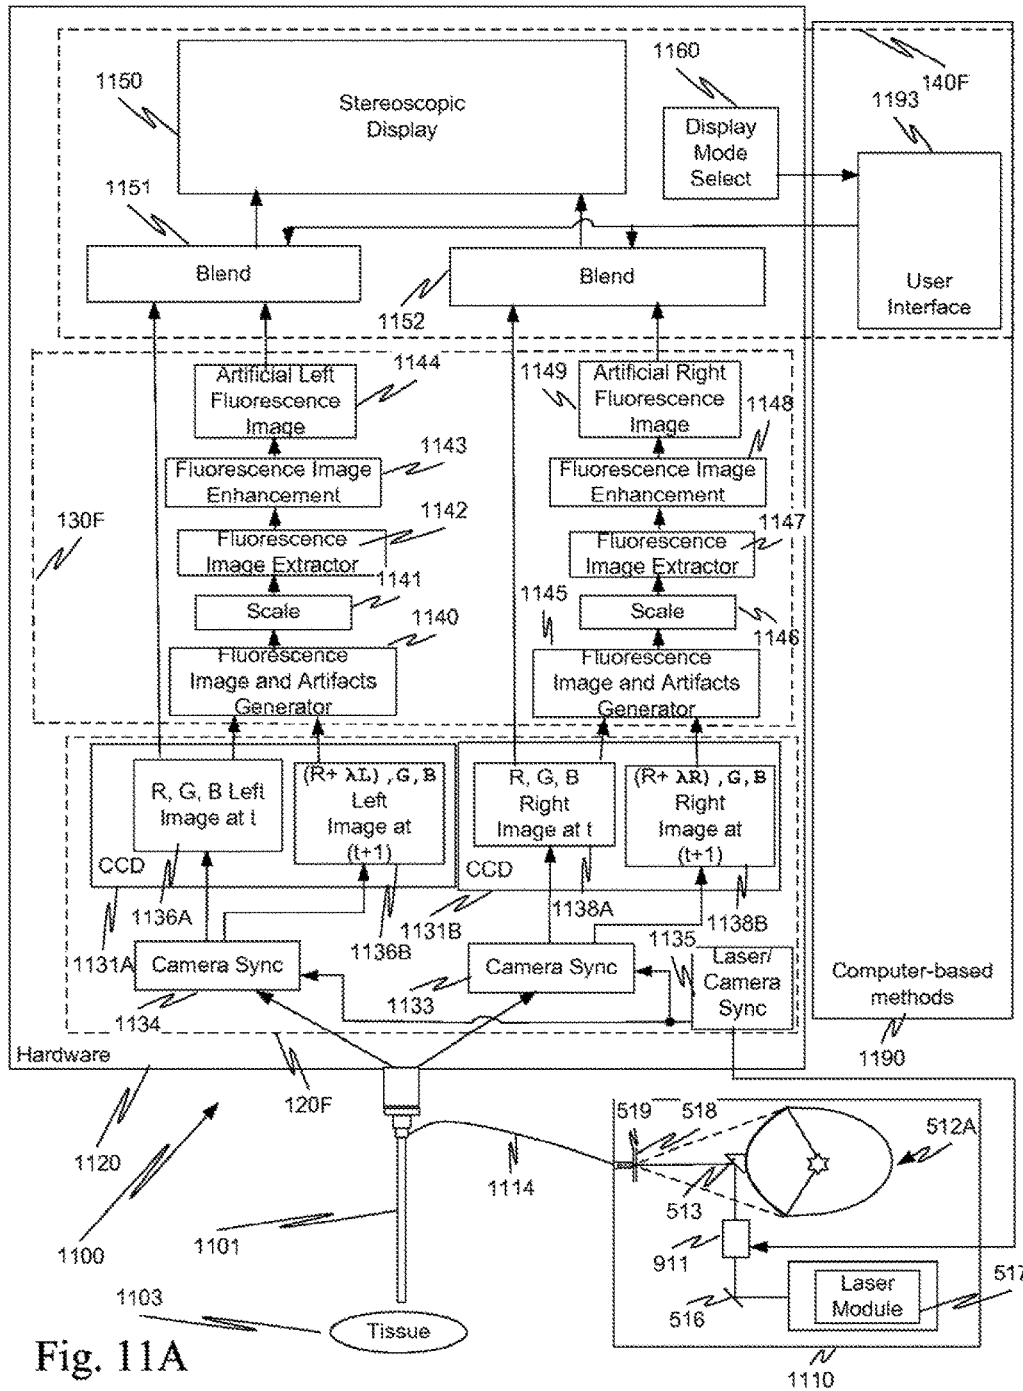 140F
1160
1150
Stereoscopic
Display
1193
Display
Mode
Select
1151
Blend
Blend
1152
User
Interface
1144
Artificial Left
Fluorescence
Image
1149
Artificial Right
Fluorescence
Image
1148
1143
Fluorescence Image
Enhancement
Fluorescence Image
Enhancement
130F
1142
Fluorescence
Image Extractor
1147
Fluorescence
Image Extractor
1141
Scale
1145
Scale
1146
1140
Fluorescence
Image and Artifacts
Generator
Fluorescence
Image and Artifacts
Generator
R, G, B Left
Image at t
(R+ λL) , G, B
Left
Image at
(t+1)
R, G, B
Right
Image at t
(R+ λR) , G, B
Right
Image at
(t+1)
CCD
CCD
1136A
1138A
1131A
1136B
1131B
1138B
1135
Camera Sync
Camera Sync
Laser/
Camera
Sync
1134
1133
Computer-based
methods
1190
Hardware
120F
1120
1100
1101
1103
Tissue
1114
519
518
512A
513
911
516
Laser
Module
517
1110
Fig. 11A